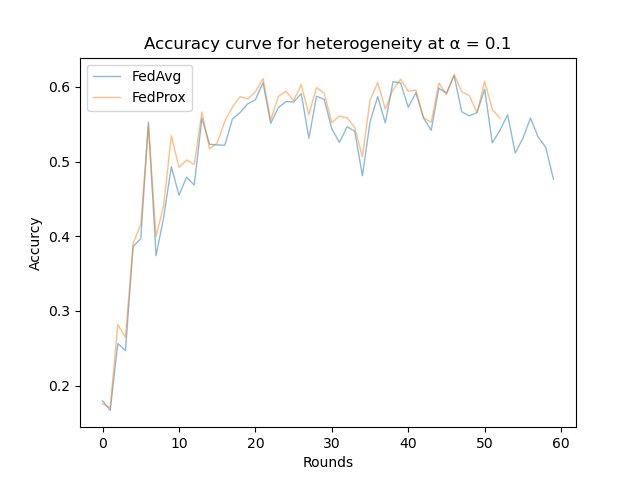 Accuracy curve for heterogeneity at α = 0.1
FedAvg
FedProx
Accurcy
0.6
0.5
0.4
0.3
0.2
0 10 20 30 40 50 60
Rounds